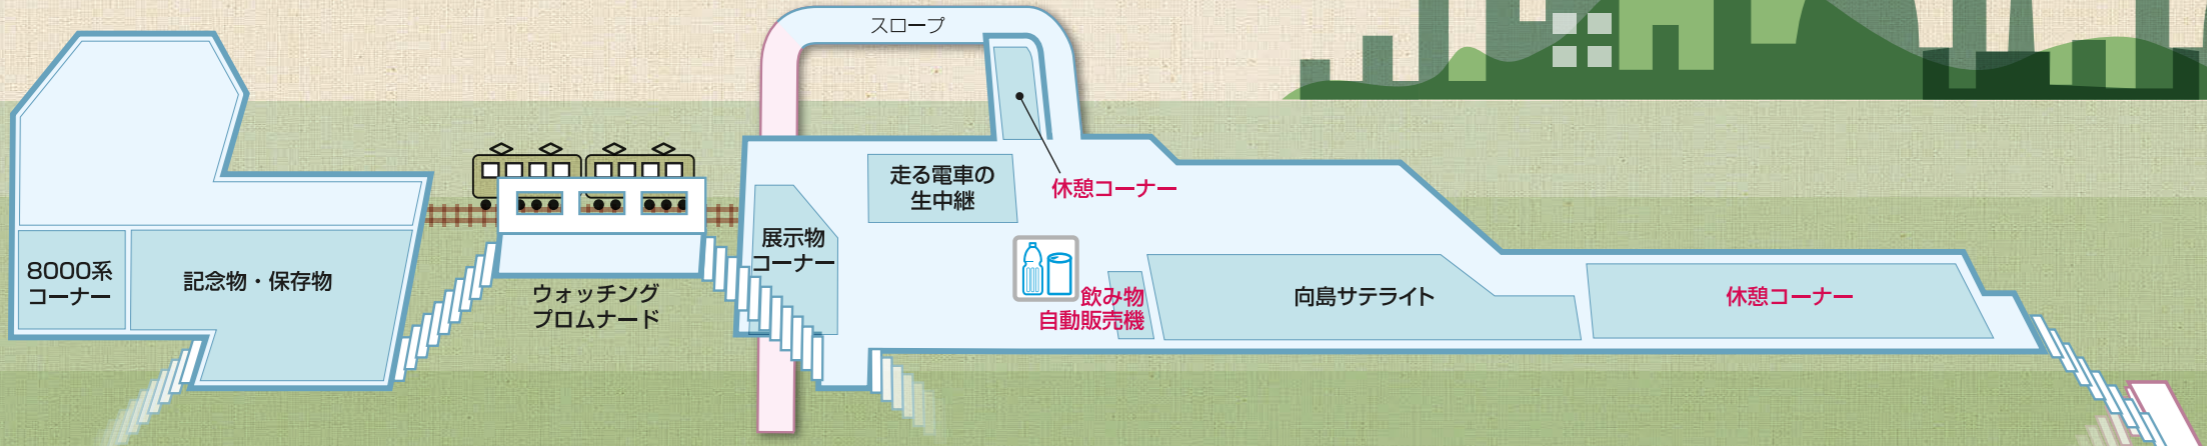 スロープ
走る電車の
生中継
休憩コーナー
展示物
コーナー
8000系
コーナー
記念物・保存物
ウォッチング
プロムナード
飲み物
自動販売機
向島サテライト
休憩コーナー